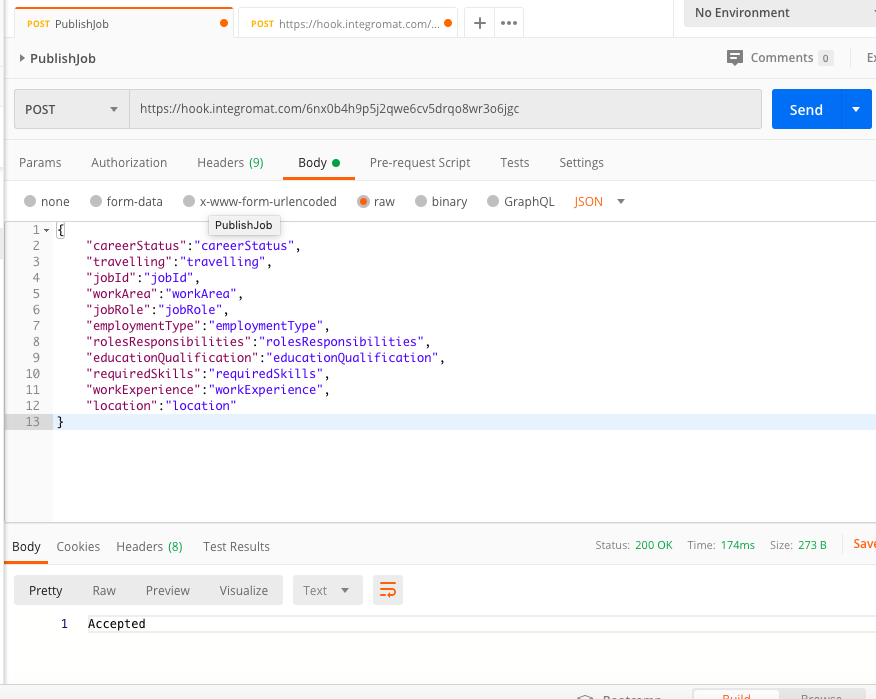 POST PublishJob POST https://hook.integromat.com/... + ••• No Environment
PublishJob Comments 0
POST https://hook.integromat.com/6nx0b4h9p5j2qwe6cv5drqo8wr3o6jgc Send
Params Authorization Headers (9) Body Pre-request Script Tests Settings
none form-data x-www-form-urlencoded raw binary GraphQL JSON
PublishJob
1 {
2 "careerStatus":"careerStatus",
3 "travelling":"travelling",
4 "jobId":"jobId",
5 "workArea":"workArea",
6 "jobRole":"jobRole",
7 "employmentType":"employmentType",
8 "rolesResponsibilities":"rolesResponsibilities",
9 "educationQualification":"educationQualification",
10 "requiredSkills":"requiredSkills",
11 "workExperience":"workExperience",
12 "location":"location"
13 }
Body Cookies Headers (8) Test Results Status: 200 OK Time: 174ms Size: 273 B Save
Pretty Raw Preview Visualize Text
1 Accepted
Build Browse